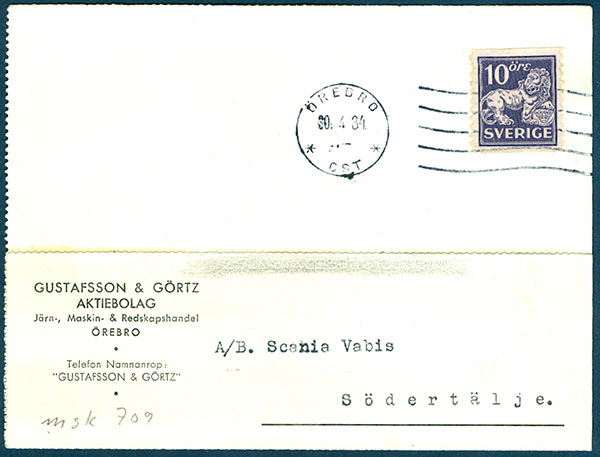 10 öre
SVERIGE
ÖREBRO
30. 4. 34.
ÖST
GUSTAFSSON & GÖRTZ
AKTIEBOLAG
Järn-, Maskin- & Redskapshandel
ÖREBRO
Telefon Namnanrop:
"GUSTAFSSON & GÖRTZ"
A/B. Scania Vabis
Södertälje.
msk 709